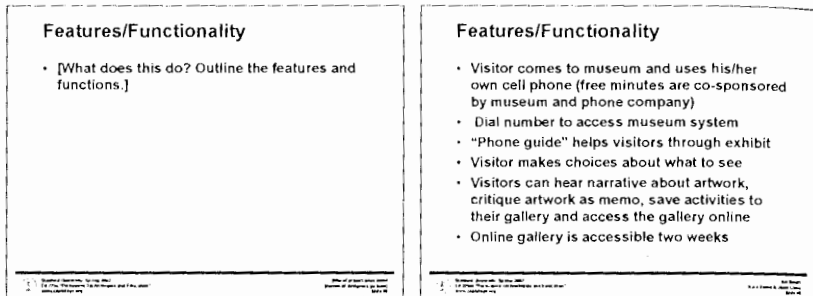 Features/Functionality
• [What does this do? Outline the features and
functions.]
Features/Functionality
• Visitor comes to museum and uses his/her
own cell phone (free minutes are co-sponsored
by museum and phone company)
• Dial number to access museum system
• “Phone guide” helps visitors through exhibit
• Visitor makes choices about what to see
• Visitors can hear narrative about artwork,
critique artwork as memo, save activities to
their gallery and access the gallery online
• Online gallery is accessible two weeks